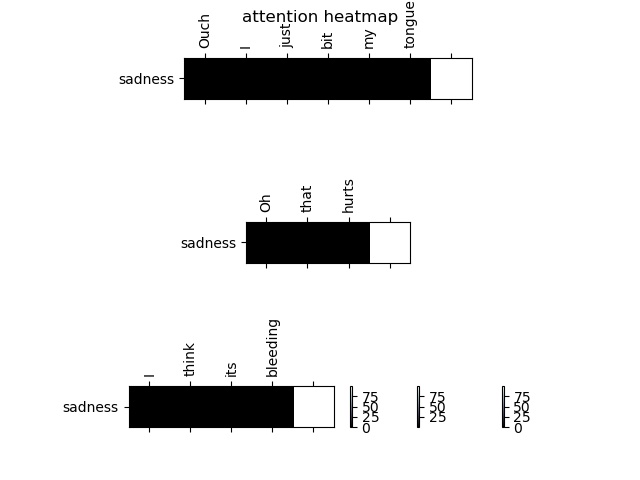 attention heatmap
Ouch I just bit my tongue
sadness
Oh that hurts
sadness
I think its bleeding
sadness
75 75 75
50 50 50
25 25 25
0 0